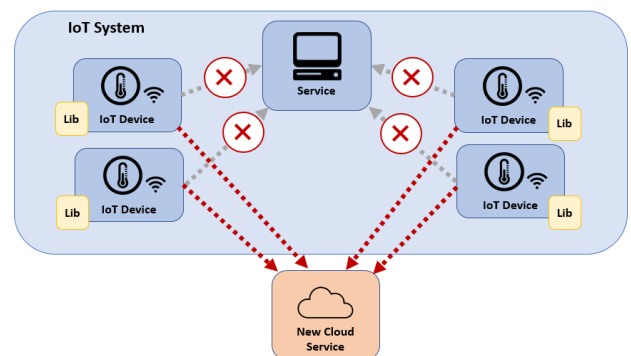 IoT System
Service
IoT Device
Lib
IoT Device
Lib
IoT Device
Lib
IoT Device
Lib
New Cloud
Service